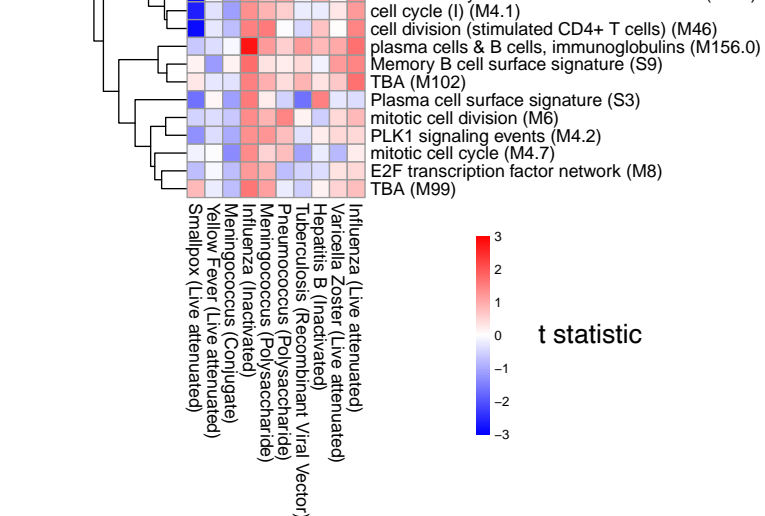 cell cycle (I) (M4.1)
cell division (stimulated CD4+ T cells) (M46)
plasma cells & B cells, immunoglobulins (M156.0)
Memory B cell surface signature (S9)
TBA (M102)
Plasma cell surface signature (S3)
mitotic cell division (M6)
PLK1 signaling events (M4.2)
mitotic cell cycle (M4.7)
E2F transcription factor network (M8)
TBA (M99)
Smallpox (Live attenuated)
Yellow Fever (Live attenuated)
Meningococcus (Conjugate)
Influenza (Inactivated)
Meningococcus (Polysaccharide)
Pneumococcus (Polysaccharide)
Tuberculosis (Recombinant Viral Vector)
Hepatitis B (Inactivated)
Varicella Zoster (Live attenuated)
Influenza (Live attenuated)
3
2
1
0
−1
−2
−3
t statistic